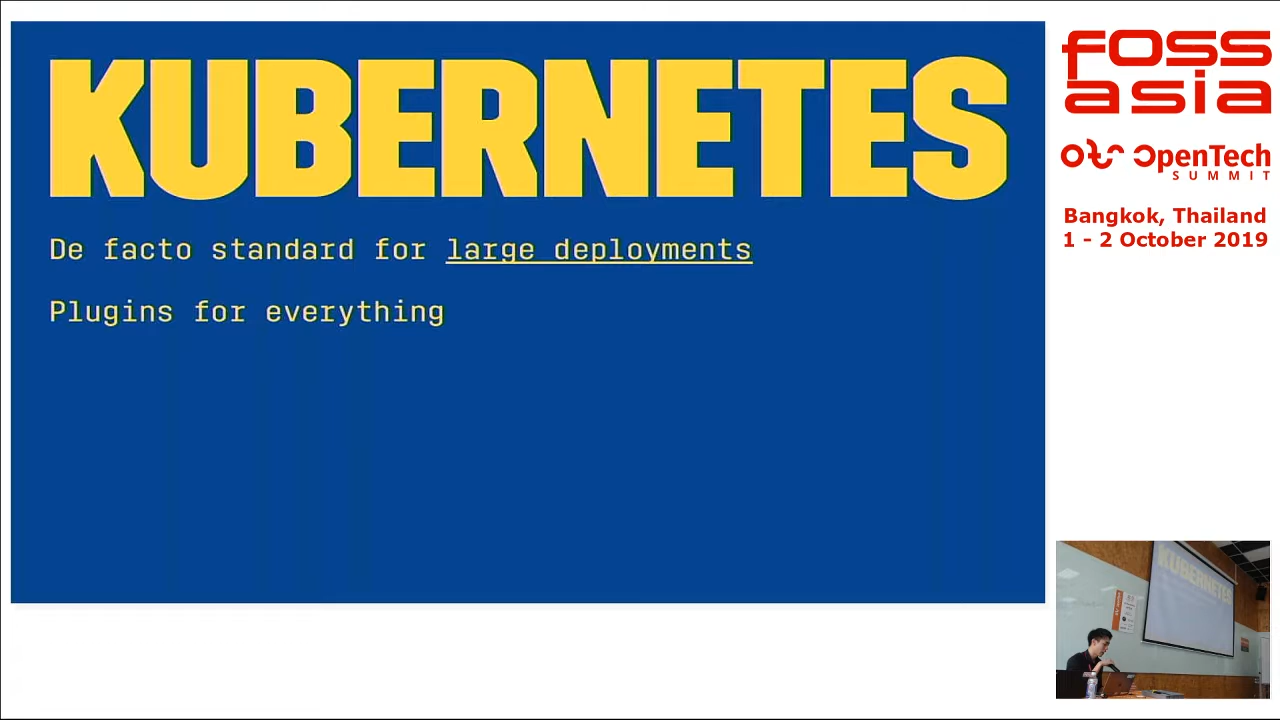 KUBERNETES
De facto standard for large deployments
Plugins for everything
fOSS
asia
OpenTech
SUMMIT
Bangkok, Thailand
1 - 2 October 2019
KUBERNETES